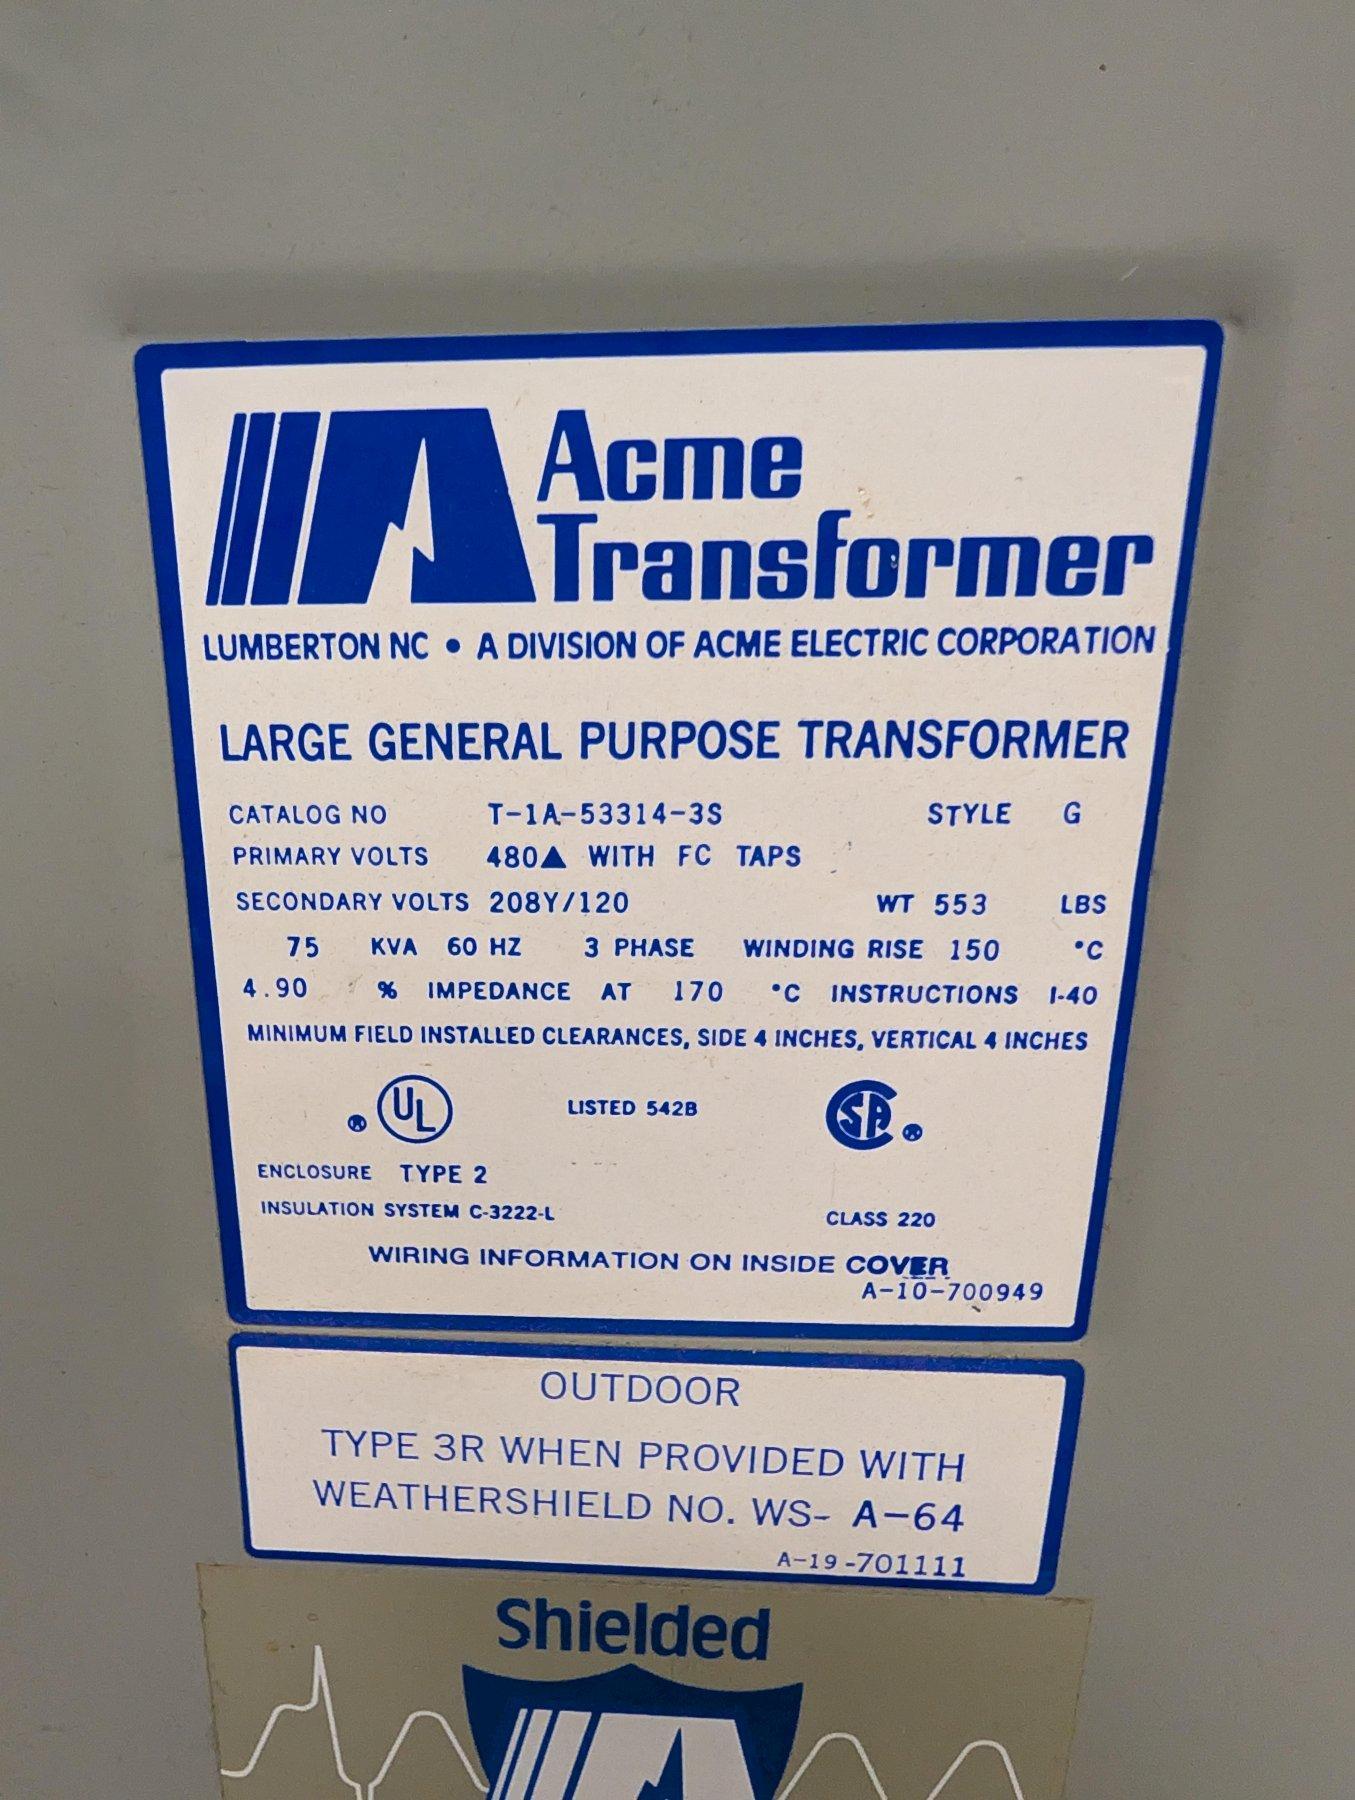 Acme
Transformer
LUMBERTON NC • A DIVISION OF ACME ELECTRIC CORPORATION
LARGE GENERAL PURPOSE TRANSFORMER
CATALOG NO T-1A-53314-3S STYLE G
PRIMARY VOLTS 480▲ WITH FC TAPS
SECONDARY VOLTS 208Y/120 WT 553 LBS
75 KVA 60 HZ 3 PHASE WINDING RISE 150 °C
4.90 % IMPEDANCE AT 170 °C INSTRUCTIONS I-40
MINIMUM FIELD INSTALLED CLEARANCES, SIDE 4 INCHES, VERTICAL 4 INCHES
® UL LISTED 542B SA ®
ENCLOSURE TYPE 2
INSULATION SYSTEM C-3222-L CLASS 220
WIRING INFORMATION ON INSIDE COVER
A-10-700949
OUTDOOR
TYPE 3R WHEN PROVIDED WITH
WEATHERSHIELD NO. WS- A-64
A-19-701111
Shielded